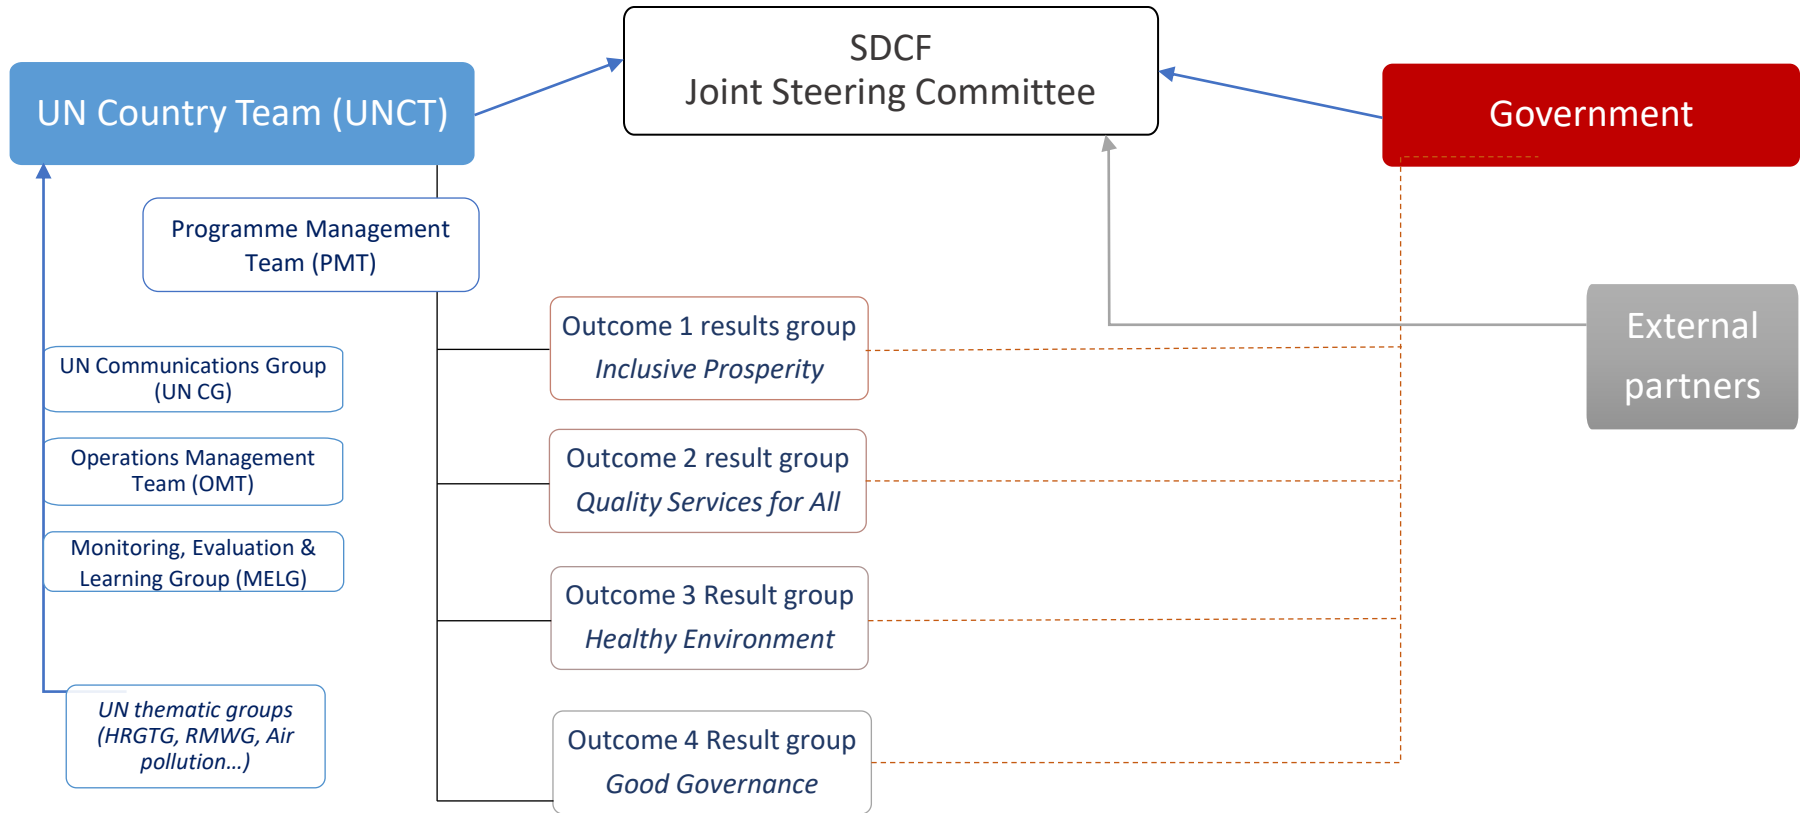 SDCF
Joint Steering Committee
UN Country Team (UNCT)
Government
Programme Management
Team (PMT)
Outcome 1 results group
Inclusive Prosperity
External
partners
UN Communications Group
(UN CG)
Operations Management
Team (OMT)
Outcome 2 result group
Quality Services for All
Monitoring, Evaluation &
Learning Group (MELG)
Outcome 3 Result group
Healthy Environment
UN thematic groups
(HRGTG, RMWG, Air
pollution...)
Outcome 4 Result group
Good Governance